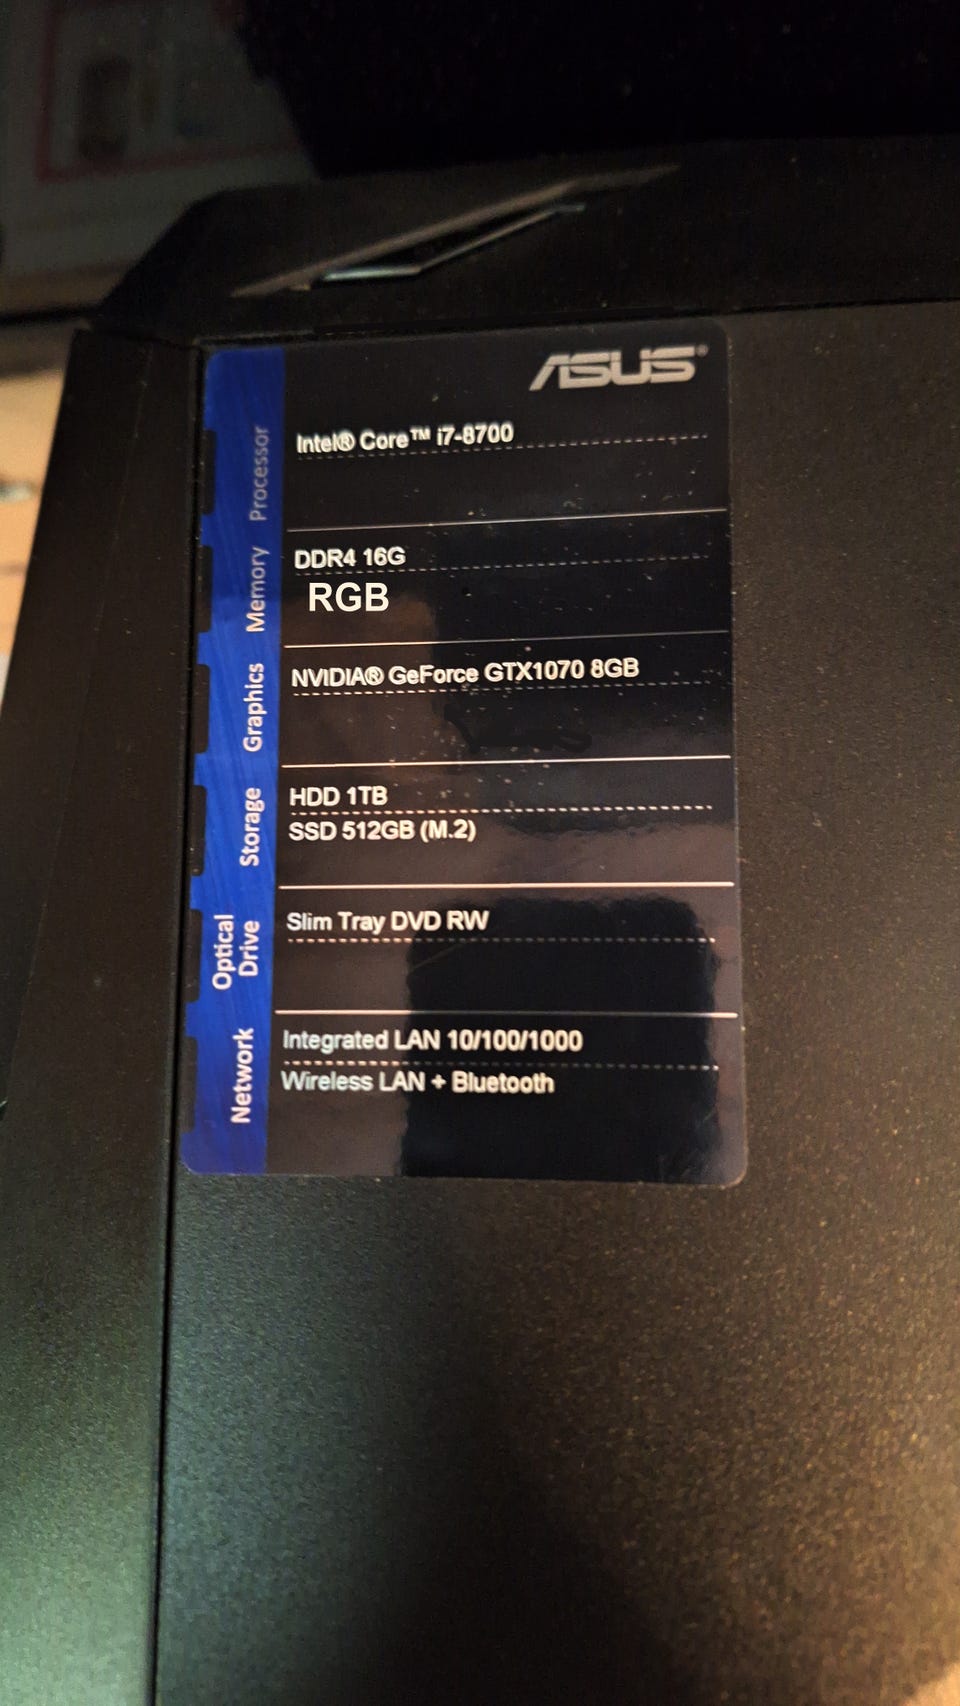 ASUS®
Processor
Intel® Core™ i7-8700
Memory
DDR4 16G
RGB
Graphics
NVIDIA® GeForce GTX1070 8GB
Storage
HDD 1TB
SSD 512GB (M.2)
Optical
Drive
Slim Tray DVD RW
Network
Integrated LAN 10/100/1000
Wireless LAN + Bluetooth